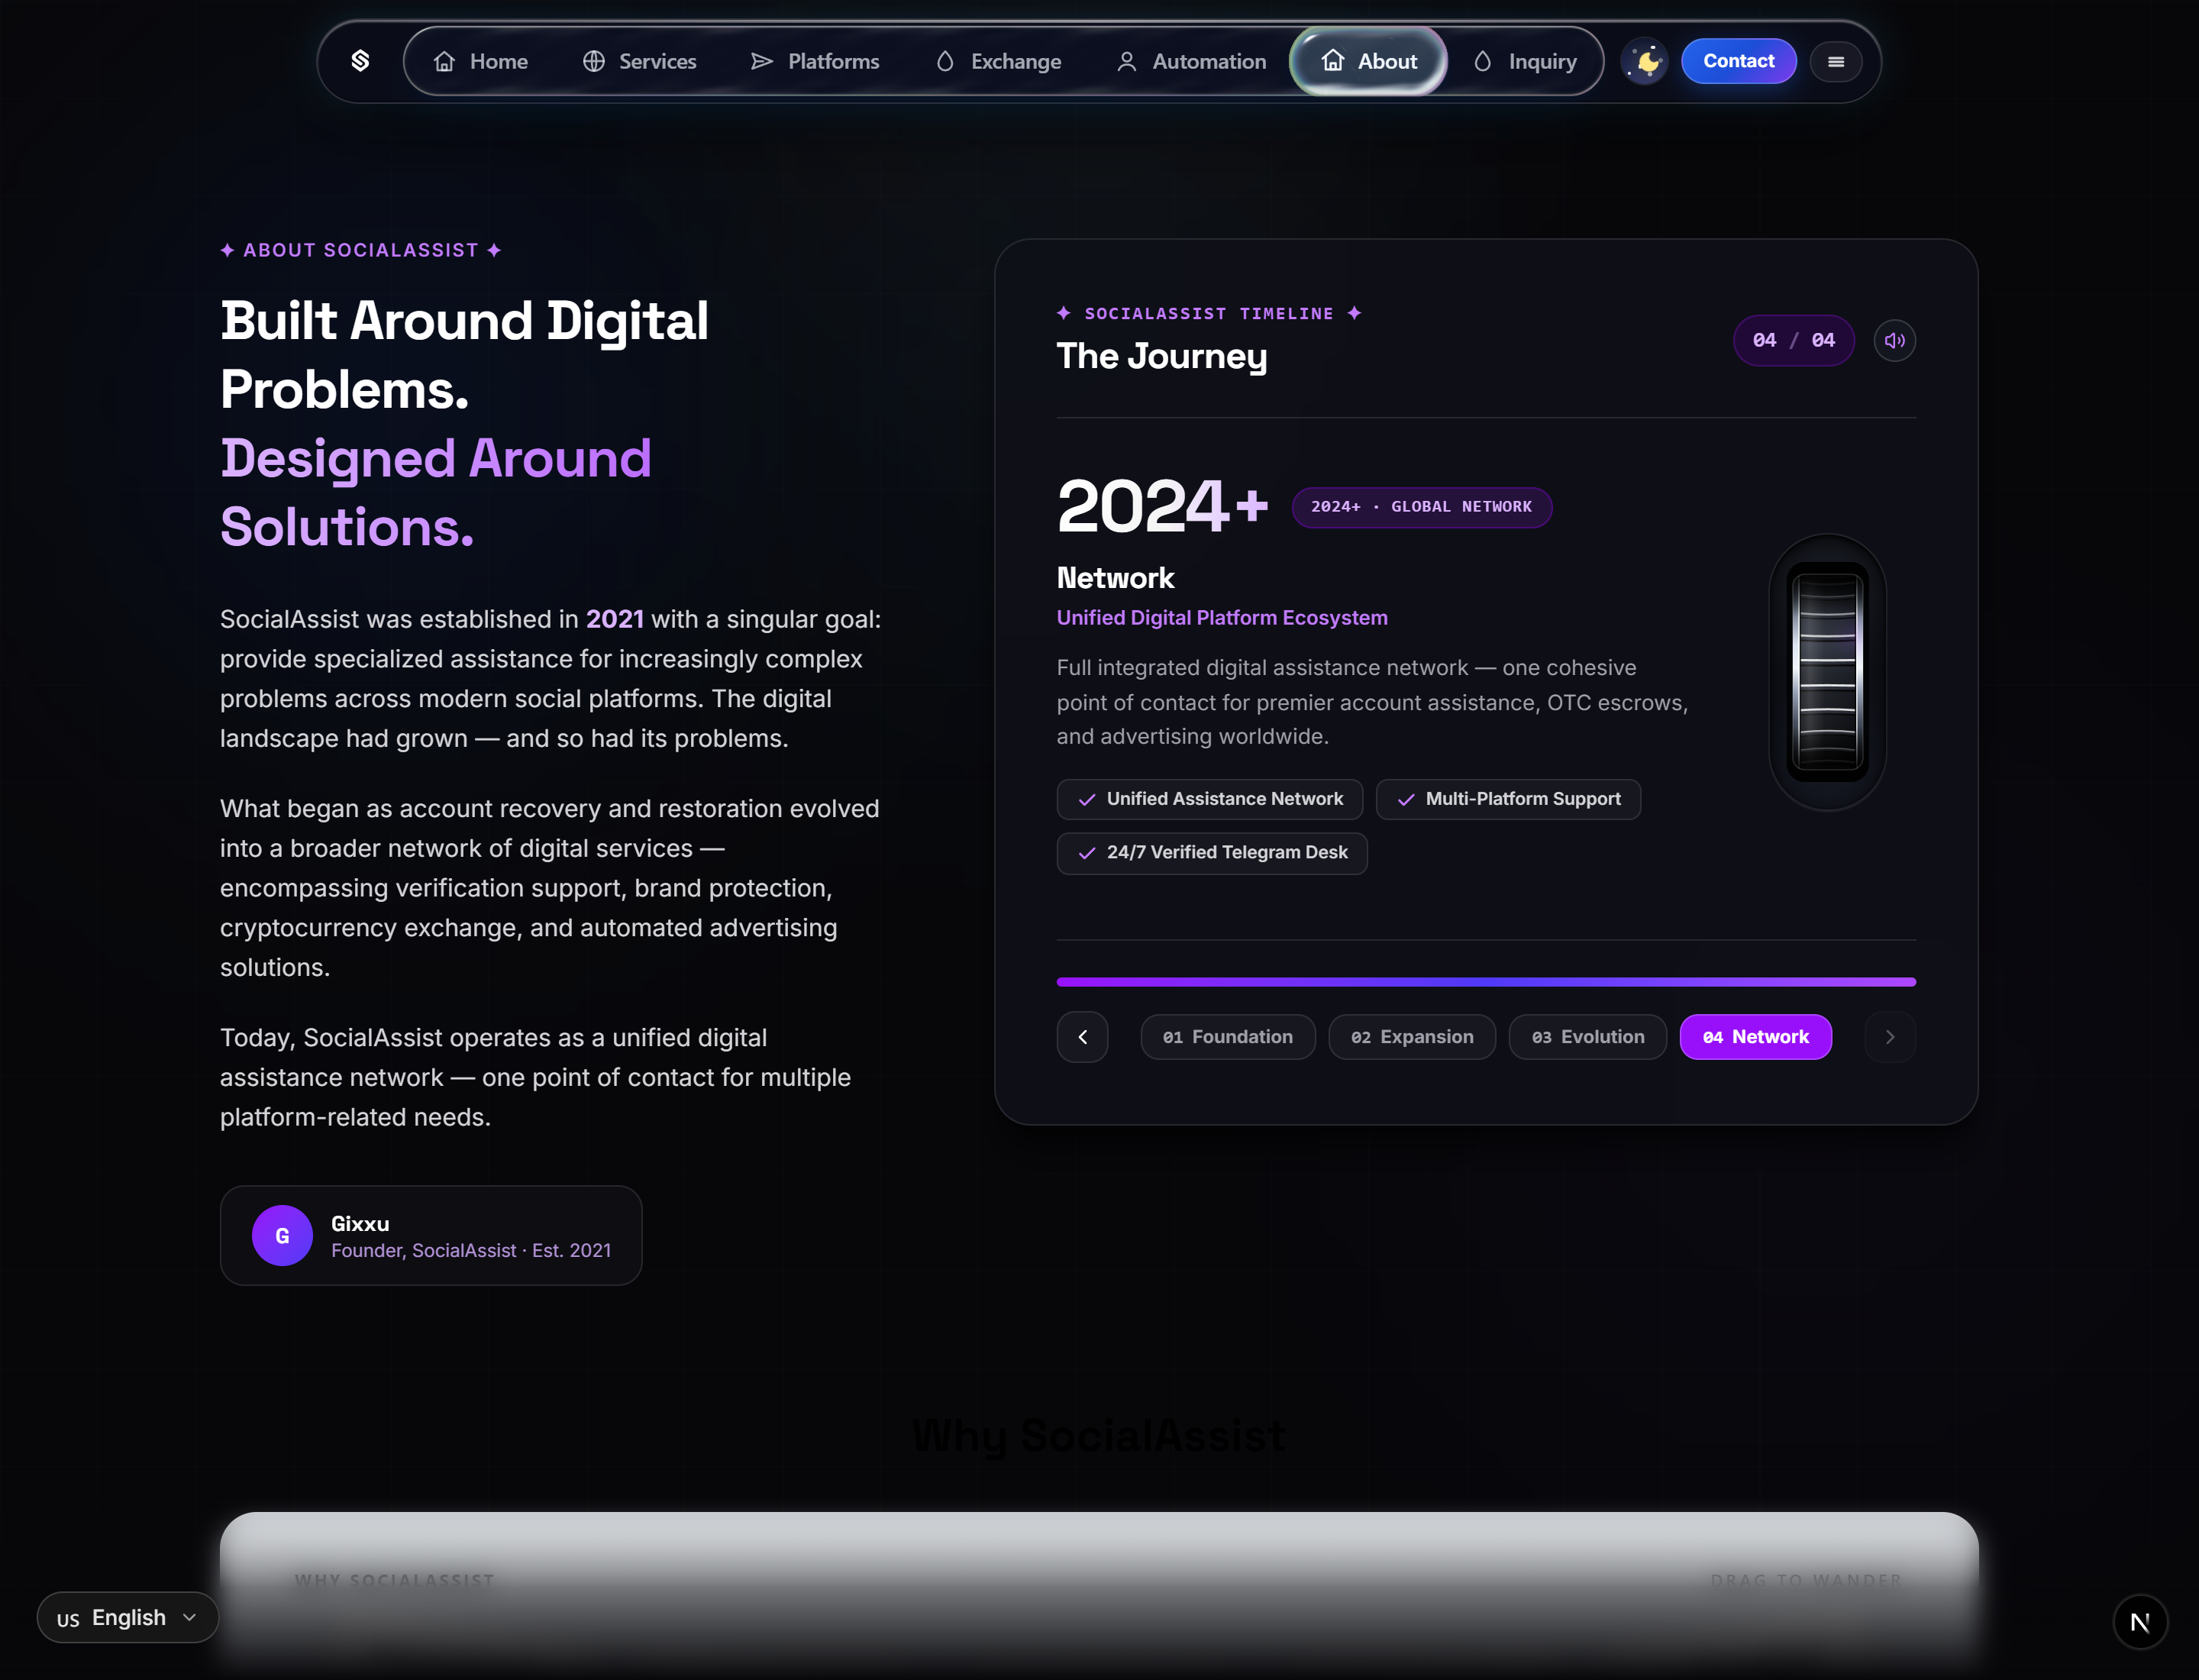 Home
Services
Platforms
Exchange
Automation
About
Inquiry
Contact
✦ ABOUT SOCIALASSIST ✦
Built Around Digital
Problems.
Designed Around
Solutions.
SocialAssist was established in 2021 with a singular goal:
provide specialized assistance for increasingly complex
problems across modern social platforms. The digital
landscape had grown — and so had its problems.
What began as account recovery and restoration evolved
into a broader network of digital services —
encompassing verification support, brand protection,
cryptocurrency exchange, and automated advertising
solutions.
Today, SocialAssist operates as a unified digital
assistance network — one point of contact for multiple
platform-related needs.
G
Gixxu
Founder, SocialAssist · Est. 2021
✦ SOCIALASSIST TIMELINE ✦
The Journey
04 / 04
2024+
2024+ · GLOBAL NETWORK
Network
Unified Digital Platform Ecosystem
Full integrated digital assistance network — one cohesive
point of contact for premier account assistance, OTC escrows,
and advertising worldwide.
Unified Assistance Network
Multi-Platform Support
24/7 Verified Telegram Desk
01 Foundation
02 Expansion
03 Evolution
04 Network
Why SocialAssist
WHY SOCIALASSIST
DRAG TO WANDER
US English
N